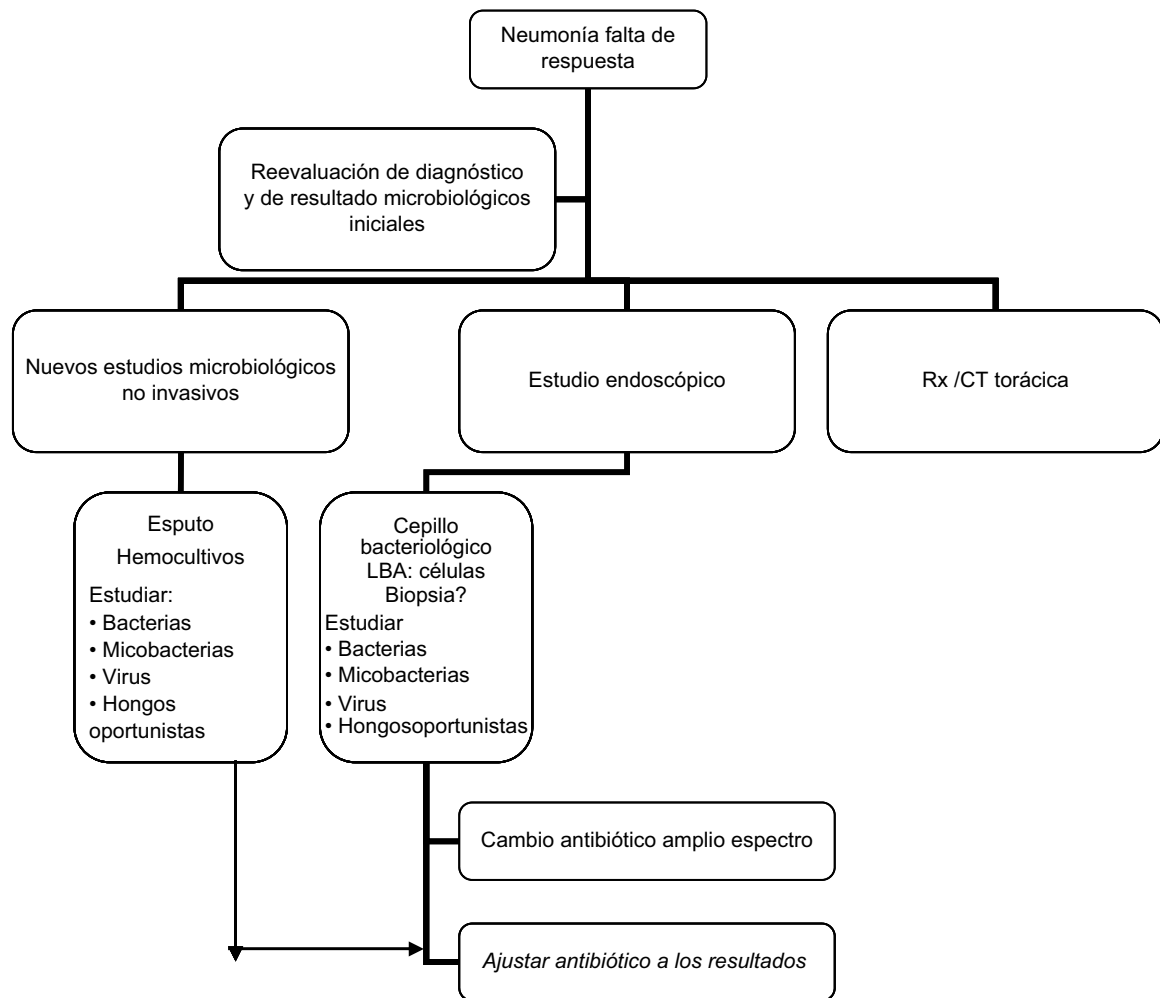 Neumonía falta de
respuesta
Reevaluación de diagnóstico
y de resultado microbiológicos
iniciales
Nuevos estudios microbiológicos
no invasivos
Estudio endoscópico
Rx /CT torácica
Esputo
Hemocultivos
Estudiar:
• Bacterias
• Micobacterias
• Virus
• Hongos
oportunistas
Cepillo
bacteriológico
LBA: células
Biopsia?
Estudiar
• Bacterias
• Micobacterias
• Virus
• Hongosoportunistas
Cambio antibiótico amplio espectro
Ajustar antibiótico a los resultados